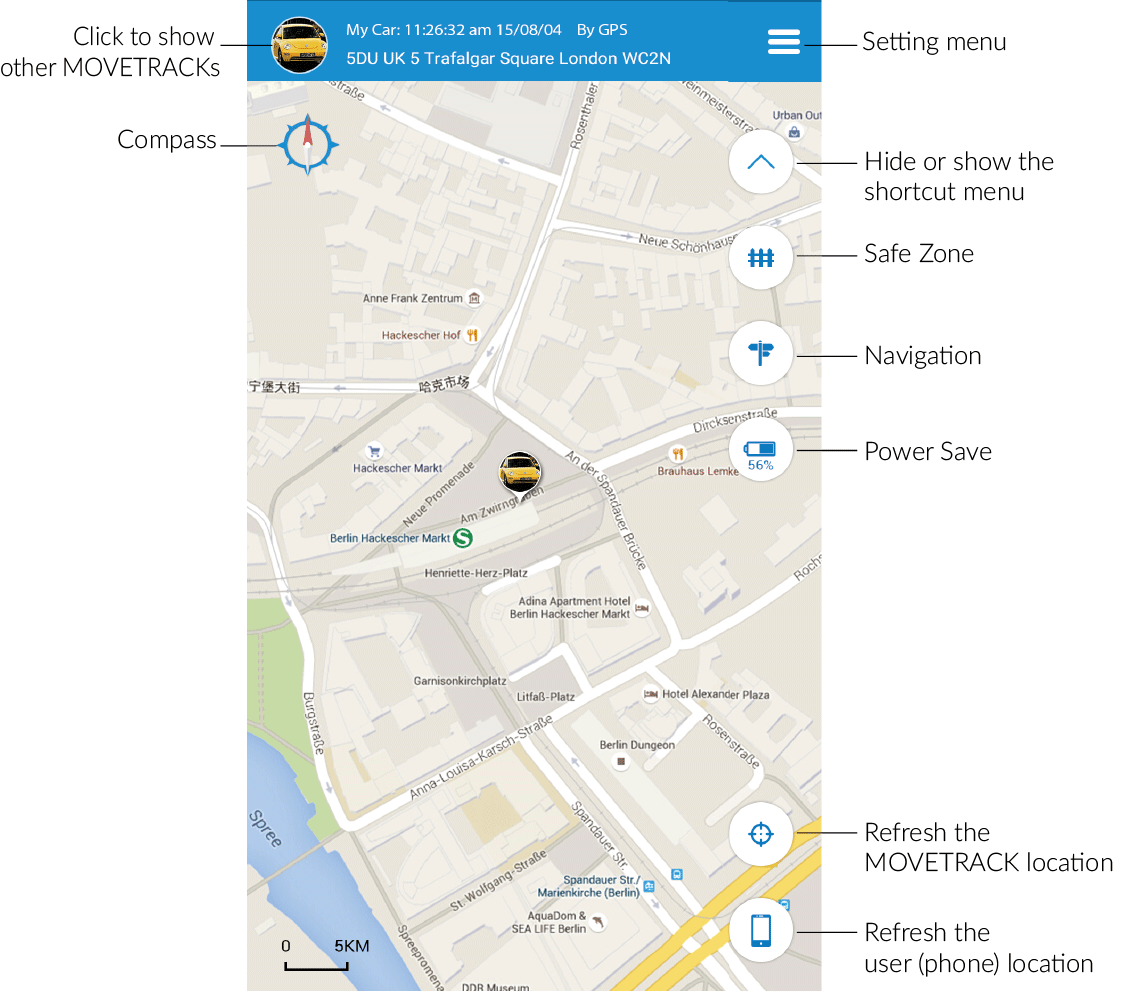 Click to show
other MOVETRACKs
My Car: 11:26:32 am 15/08/04 By GPS
5DU UK 5 Trafalgar Square London WC2N
Setting menu
Compass
Rosenthaler
Urban Out
Hide or show the
shortcut menu
Neue Schönhaus
Safe Zone
Anne Frank Zentrum
Hackescher Hof
Navigation
宁堡大街
哈克市场
Dircksenstraße
Power Save
56%
Hackescher Markt
Brauhaus Lemke
An der Spandauer Brücke
Neue Promenade
Am Zwirngraben
Berlin Hackescher Markt
S
Henriette-Herz-Platz
Rochs
Adina Apartment Hotel
Berlin Hackescher Markt
Garnisonkirchplatz
Litfaß-Platz
Hotel Alexander Plaza
Burgstraße
Rosenstraße
Berlin Dungeon
Anna-Louisa-Karsch-Straße
Spree
Spandauer Str.
Refresh the
MOVETRACK location
St. Wolfgang-Straße
Spandauer Str./
Marienkirche (Berlin)
AquaDom &
SEA LIFE Berlin
Refresh the
user (phone) location
0 5KM
Spreepromena
DDR Museum